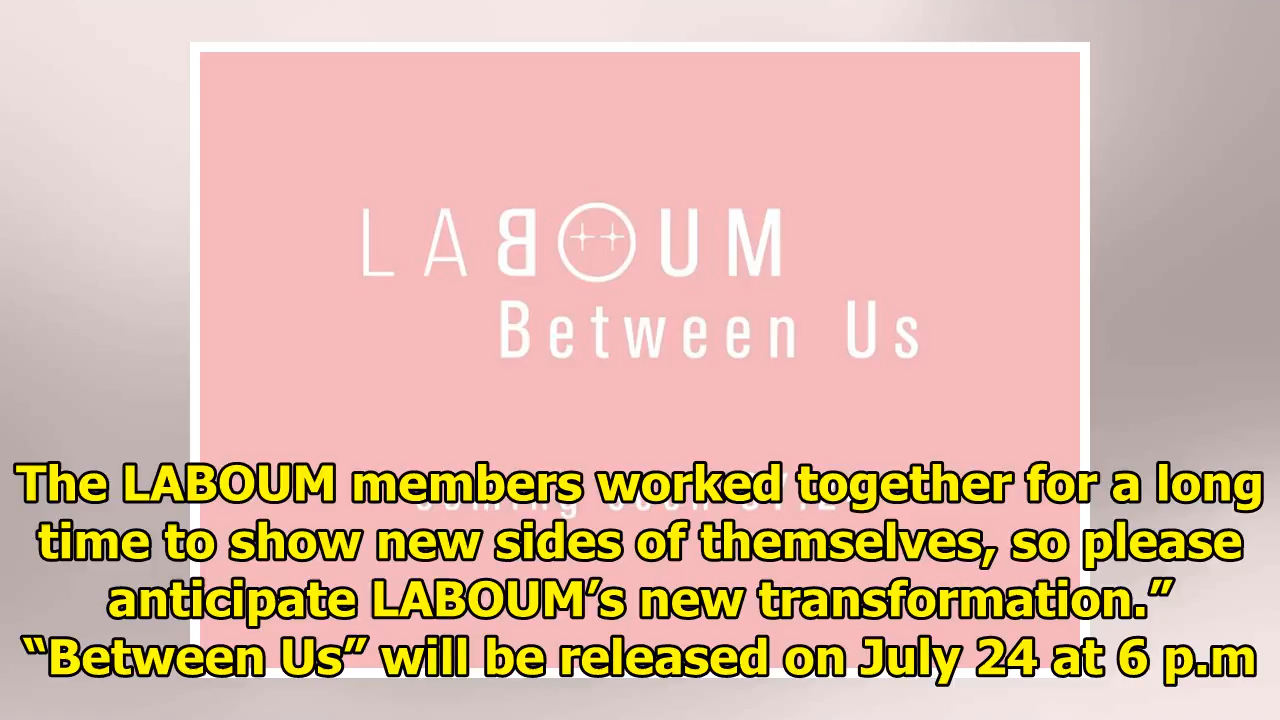 LABOUM
Between Us
The LABOUM members worked together for a long
time to show new sides of themselves, so please
anticipate LABOUM’s new transformation.”
“Between Us” will be released on July 24 at 6 p.m